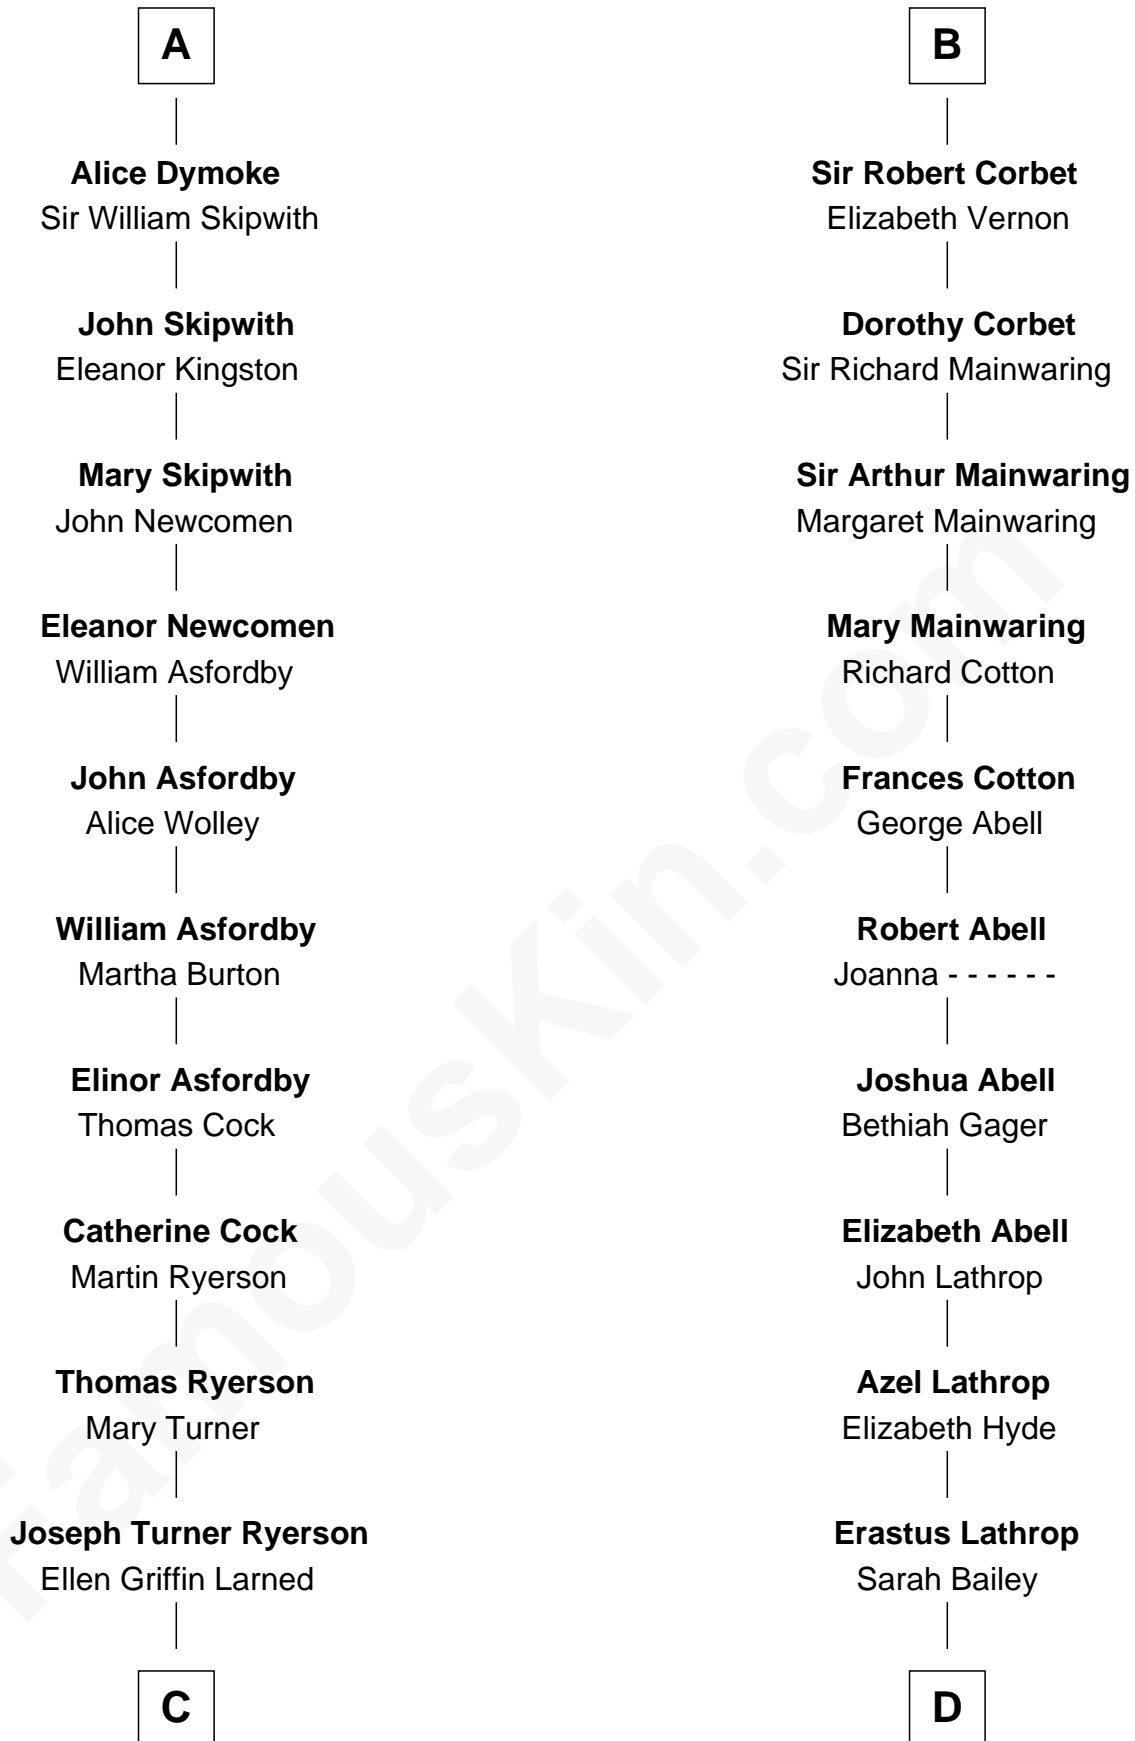 A
Alice Dymoke
Sir William Skipwith
John Skipwith
Eleanor Kingston
Mary Skipwith
John Newcomen
Eleanor Newcomen
William Asfordby
John Asfordby
Alice Wolley
William Asfordby
Martha Burton
Elinor Asfordby
Thomas Cock
Catherine Cock
Martin Ryerson
Thomas Ryerson
Mary Turner
Joseph Turner Ryerson
Ellen Griffin Larned
C
B
Sir Robert Corbet
Elizabeth Vernon
Dorothy Corbet
Sir Richard Mainwaring
Sir Arthur Mainwaring
Margaret Mainwaring
Mary Mainwaring
Richard Cotton
Frances Cotton
George Abell
Robert Abell
Joanna - - - - - -
Joshua Abell
Bethiah Gager
Elizabeth Abell
John Lathrop
Azel Lathrop
Elizabeth Hyde
Erastus Lathrop
Sarah Bailey
D
FamousKin.com